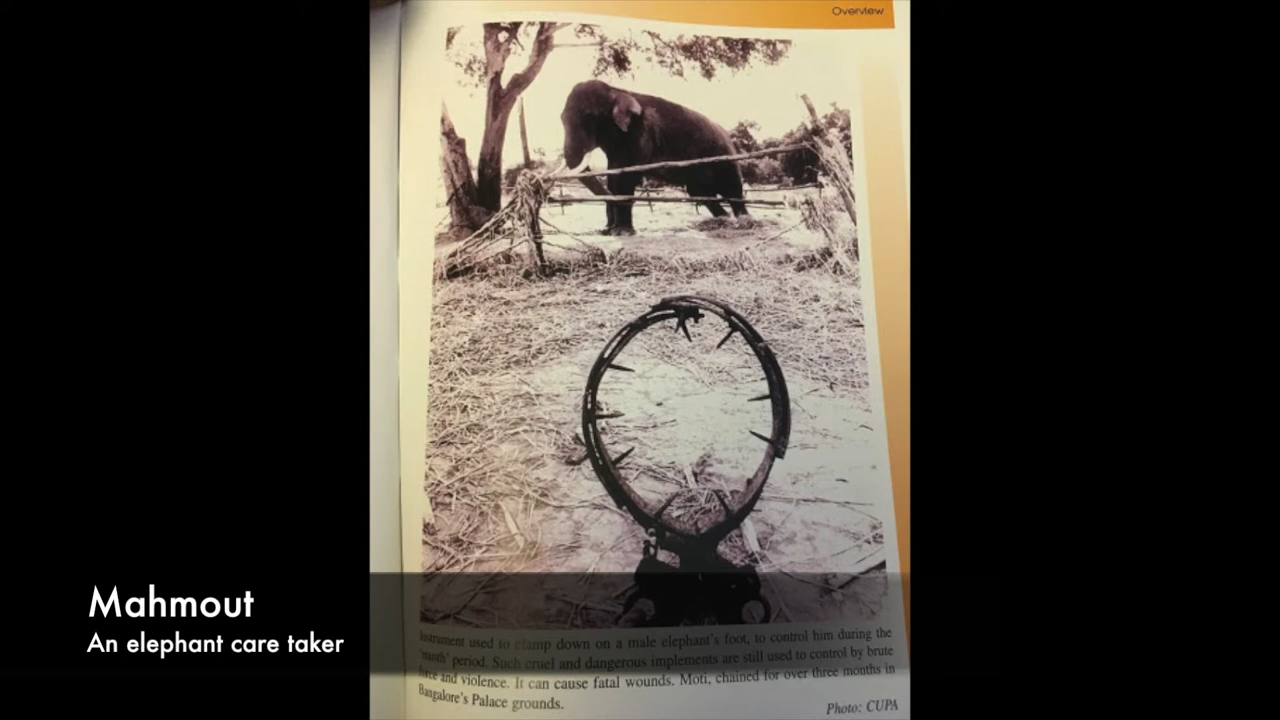 Overview
Mahmout
An elephant care taker
Instrument used to clamp down on a male elephant's foot, to control him during the
'musth' period. Such cruel and dangerous implements are still used to control by brute
force and violence. It can cause fatal wounds. Moti, chained for over three months in
Bangalore's Palace grounds.
Photo: CUPA